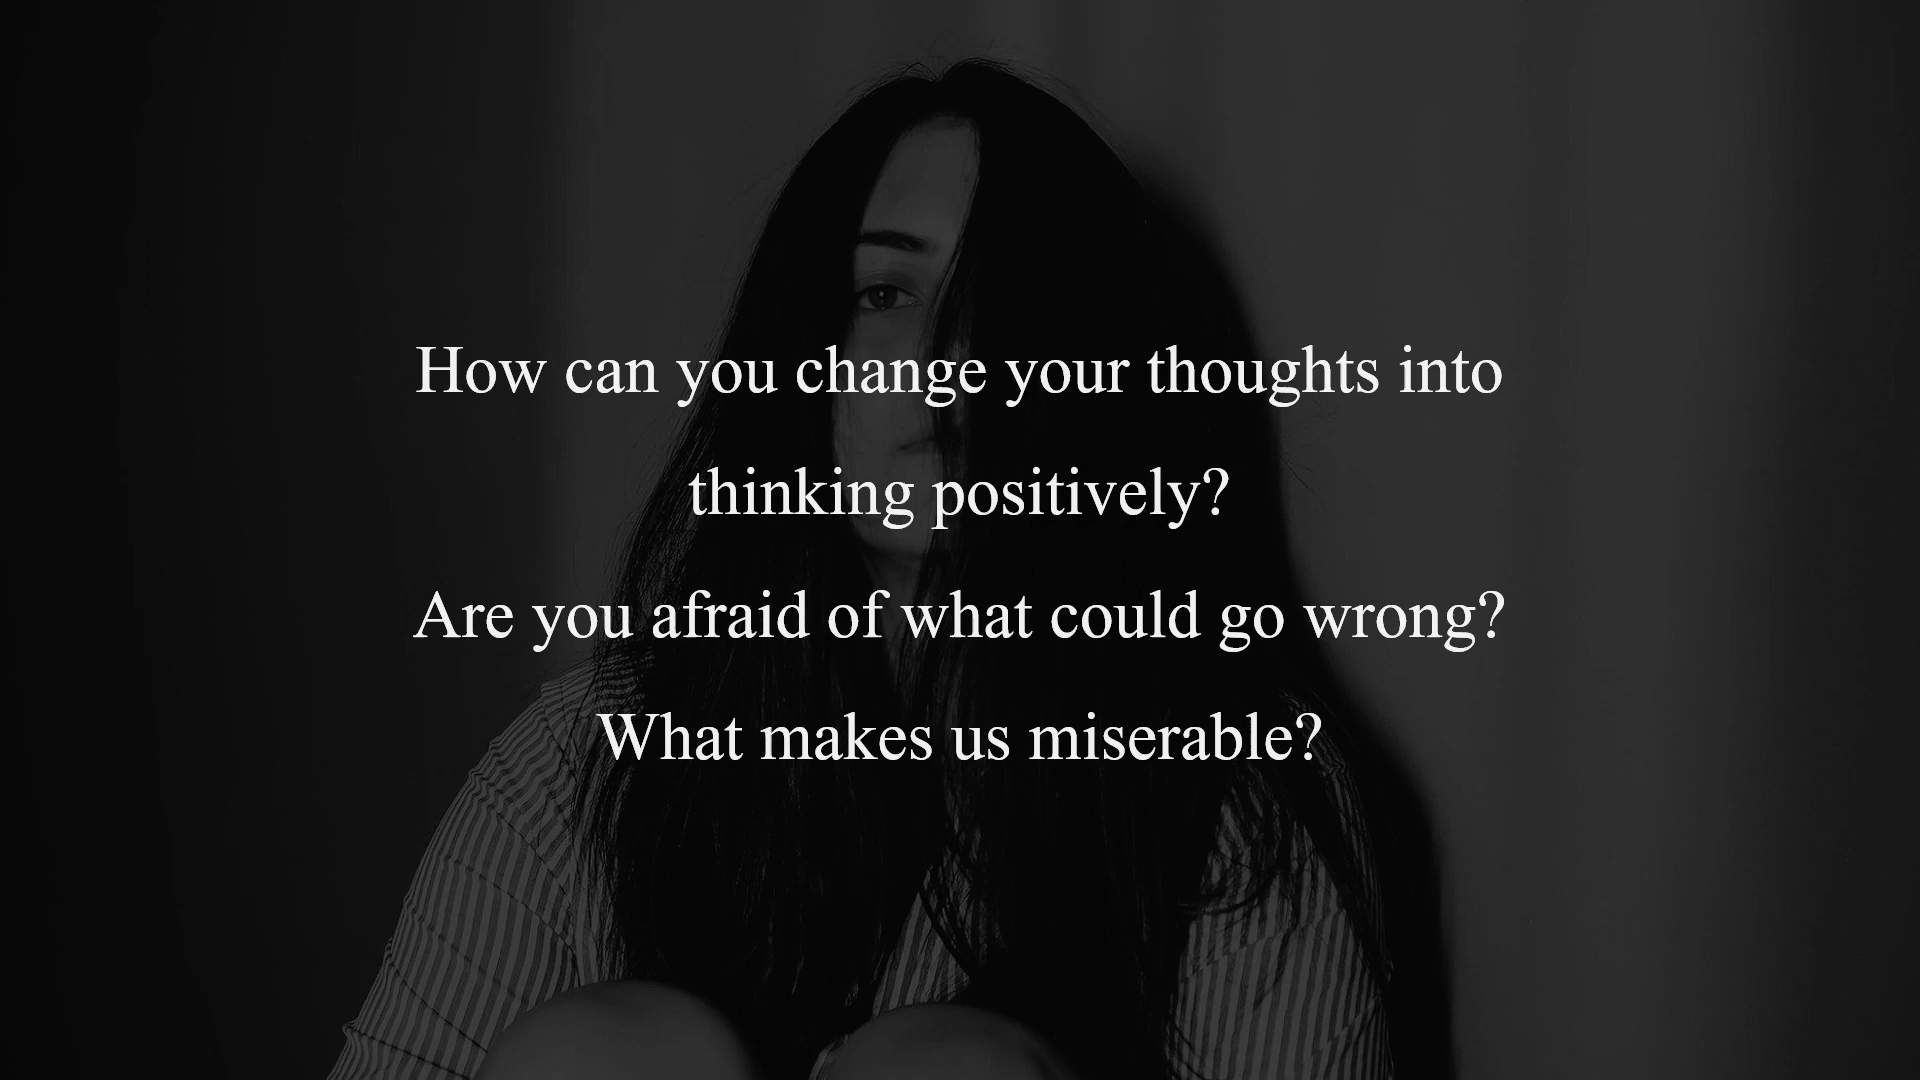 How can you change your thoughts into
thinking positively?
Are you afraid of what could go wrong?
What makes us miserable?